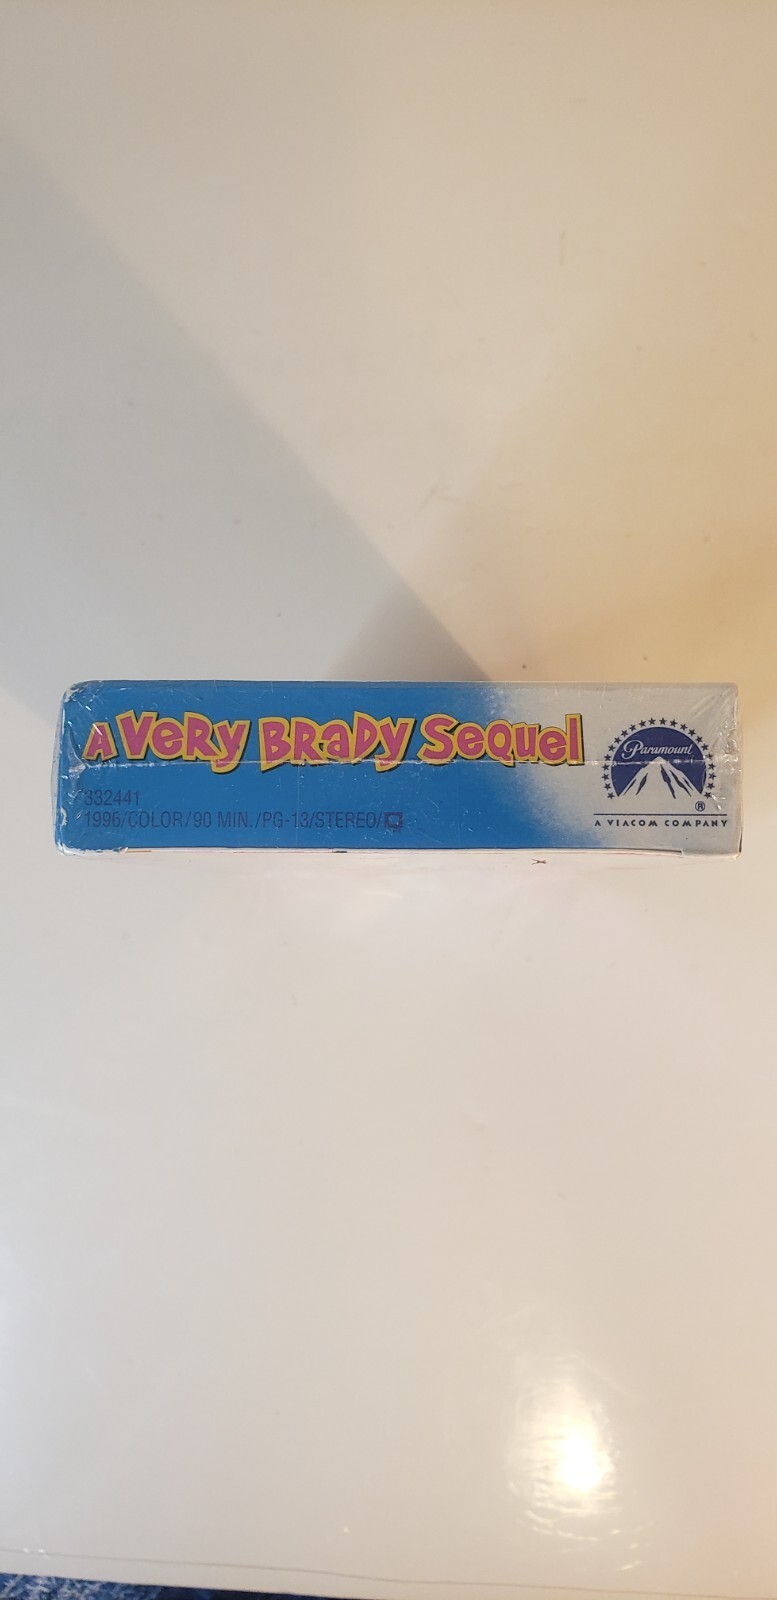 A Very Brady Sequel
332441
1996/COLOR/90 MIN./PG-13/STEREO/
Paramount
®
A VIACOM COMPANY